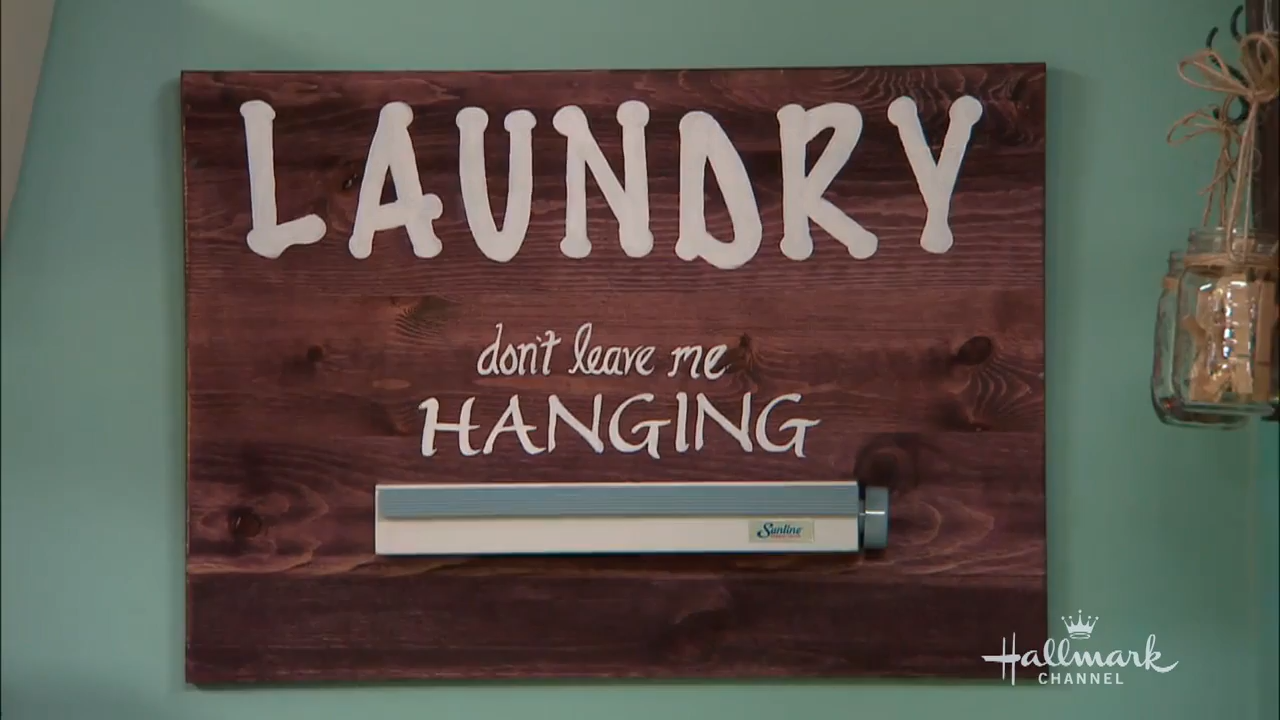 LAUNDRY
don't leave me
HANGING
Sunline
Hallmark
CHANNEL